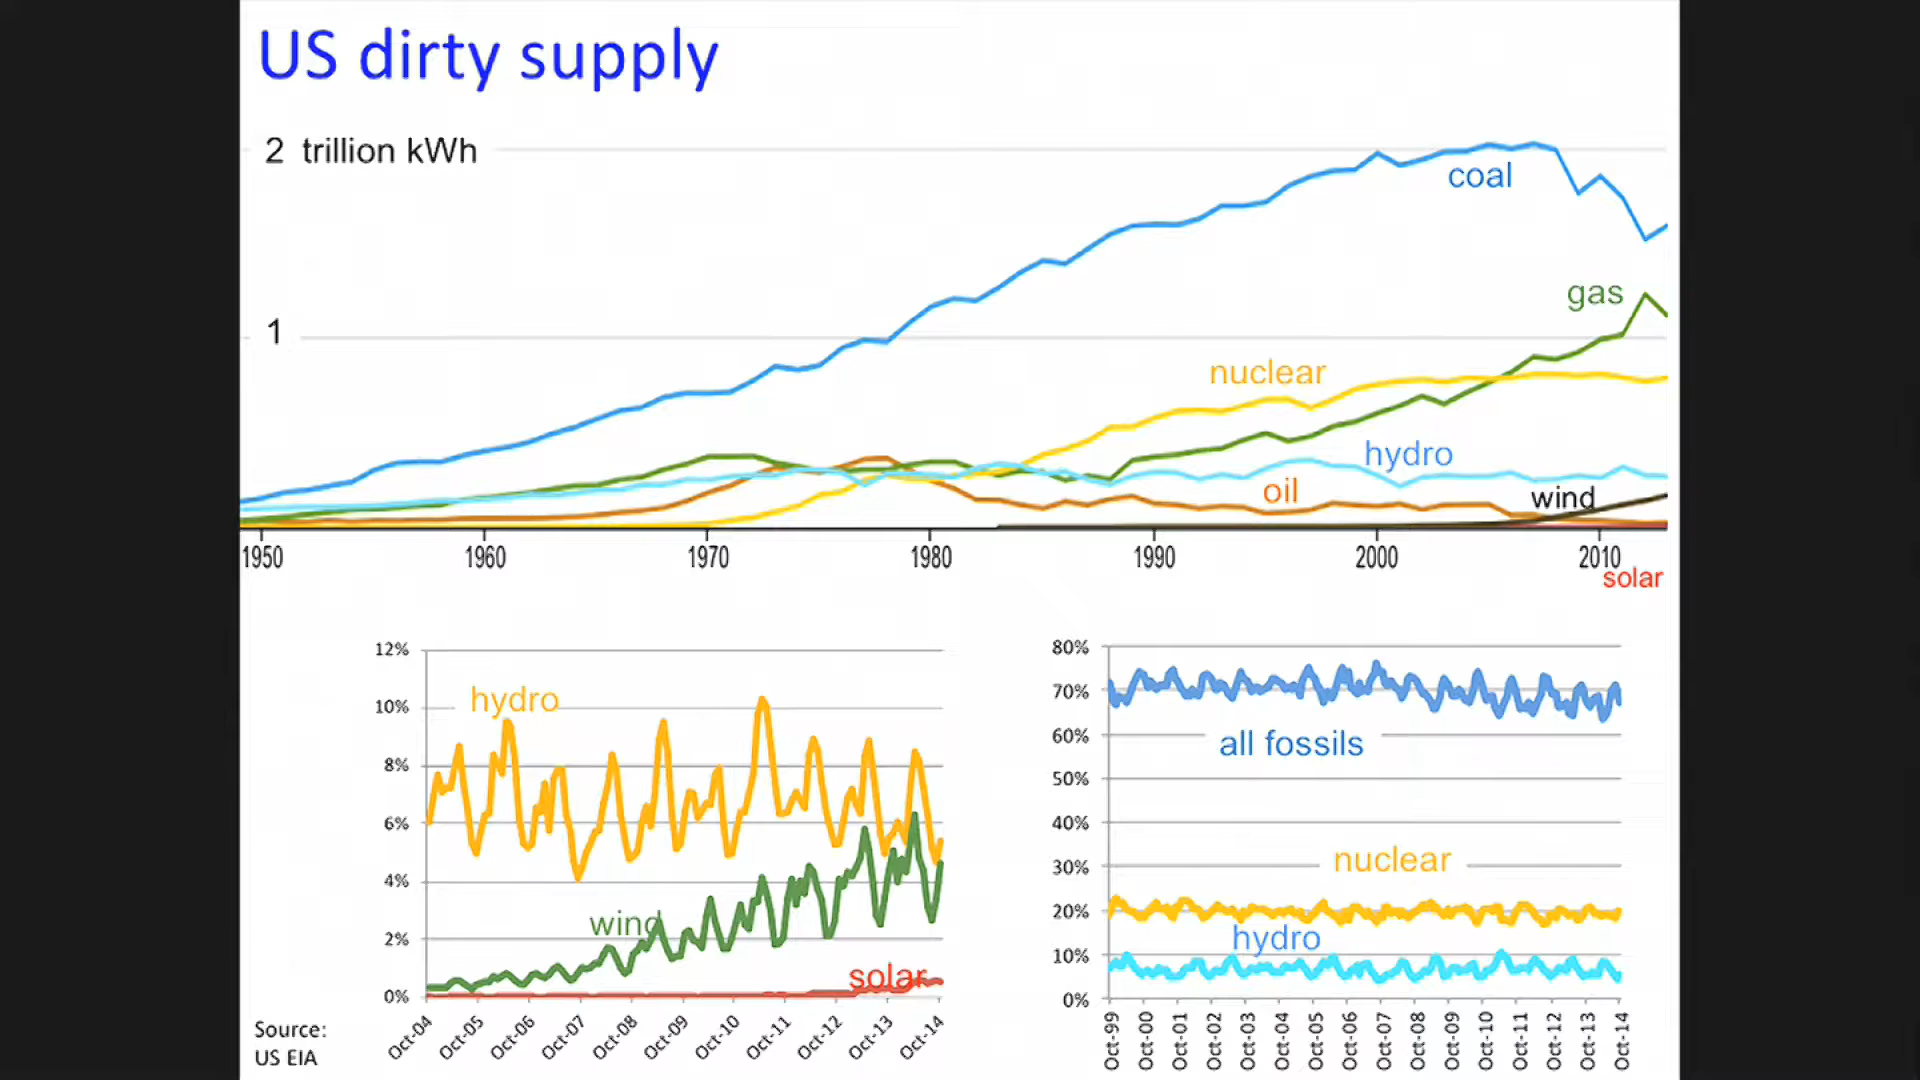 US dirty supply
2 trillion kWh
coal
gas
1
nuclear
hydro
oil
wind
1950 1960 1970 1980 1990 2000 2010
solar
12%
10%
8%
6%
4%
2%
0%
hydro
wind
solar
Oct-04 Oct-05 Oct-06 Oct-07 Oct-08 Oct-09 Oct-10 Oct-11 Oct-12 Oct-13 Oct-14
80%
70%
60%
50%
40%
30%
20%
10%
0%
all fossils
nuclear
hydro
Oct-99 Oct-00 Oct-01 Oct-02 Oct-03 Oct-04 Oct-05 Oct-06 Oct-07 Oct-08 Oct-09 Oct-10 Oct-11 Oct-12 Oct-13 Oct-14
Source:
US EIA